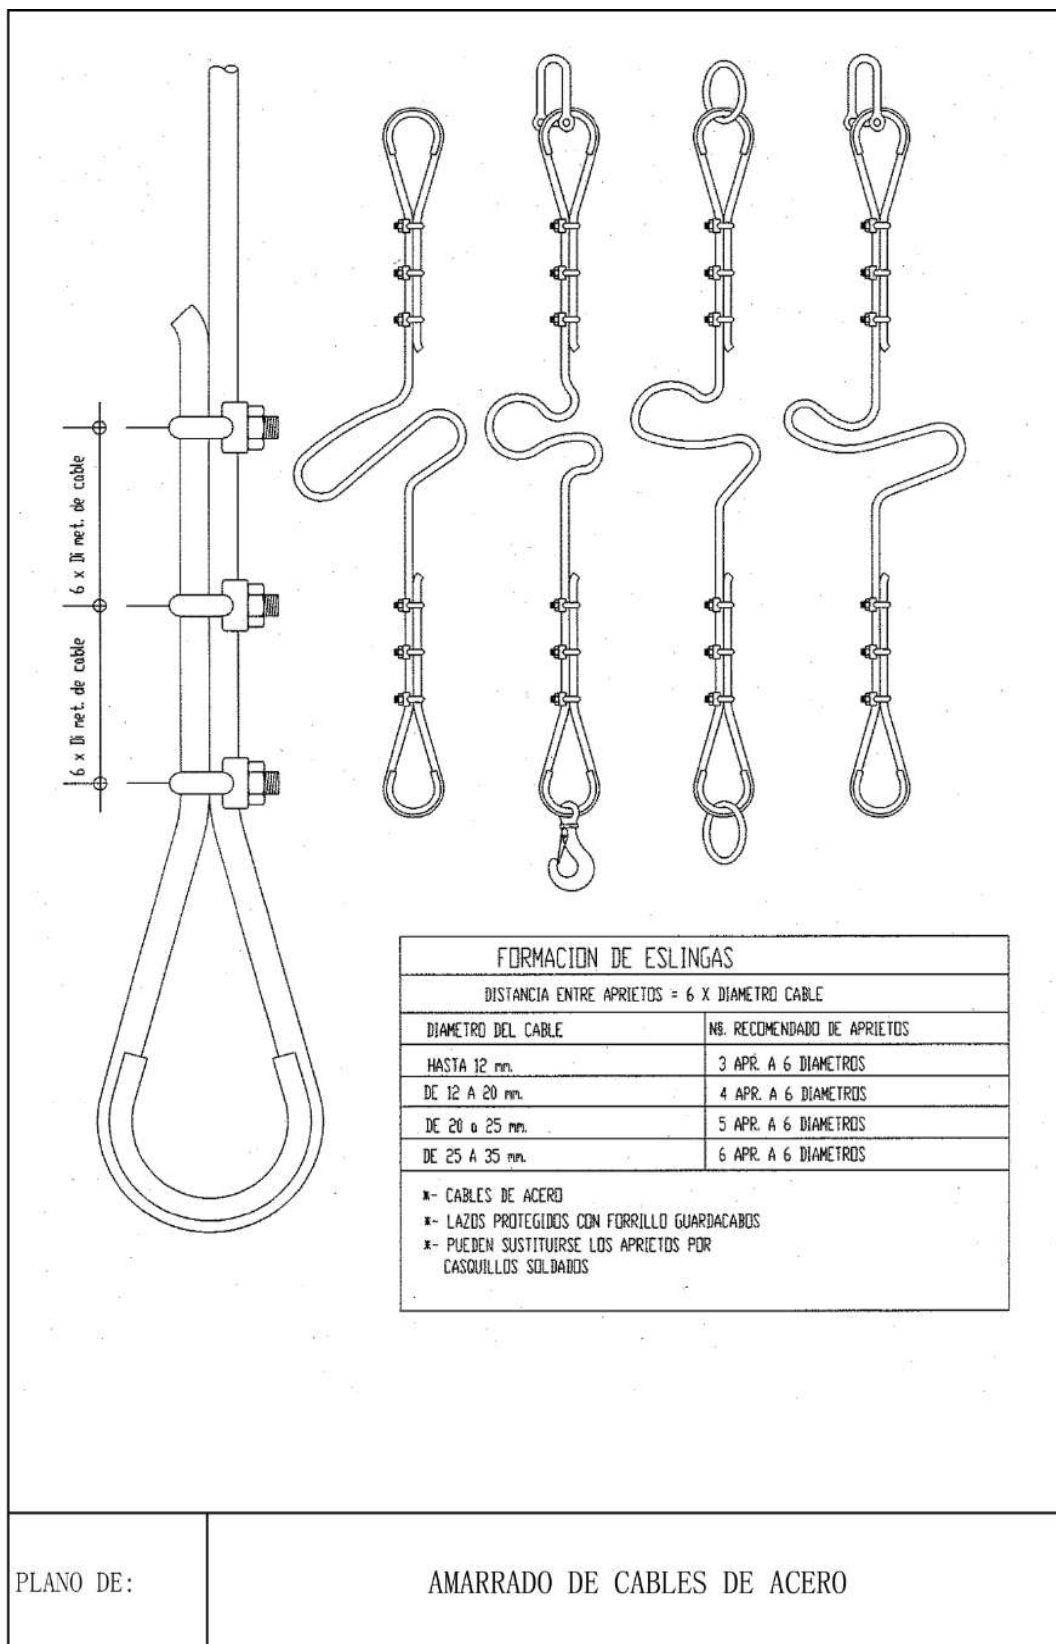 6 x Di met. de cable
6 x Di met. de cable
FORMACION DE ESLINGAS
DISTANCIA ENTRE APRIETOS = 6 X DIAMETRO CABLE
DIAMETRO DEL CABLE
Nº. RECOMENDADO DE APRIETOS
HASTA 12 mm.
3 APR. A 6 DIAMETROS
DE 12 A 20 mm.
4 APR. A 6 DIAMETROS
DE 20 a 25 mm.
5 APR. A 6 DIAMETROS
DE 25 A 35 mm.
6 APR. A 6 DIAMETROS
*- CABLES DE ACERO
*- LAZOS PROTEGIDOS CON FORRILLO GUARDACABOS
*- PUEDEN SUSTITUIRSE LOS APRIETOS POR
CASQUILLOS SOLDADOS
PLANO DE:
AMARRADO DE CABLES DE ACERO